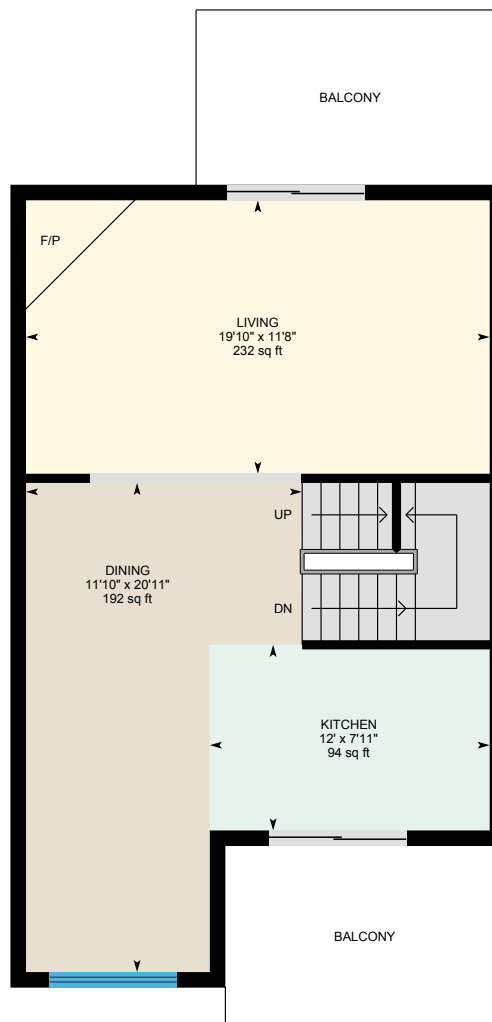 BALCONY
F/P
LIVING
19'10" x 11'8"
232 sq ft
UP
DINING
11'10" x 20'11"
192 sq ft
DN
KITCHEN
12' x 7'11"
94 sq ft
BALCONY